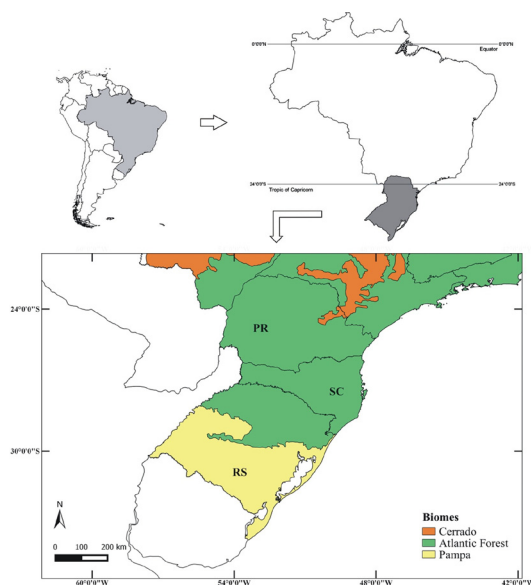 0°0'0"
Equator
0°0'0"
24°0'0"
Tropic of Capricorn
24°0'0"
24°0'0"S
PR
SC
30°0'0"S
RS
N
0 100 200 km
Biomes
Cerrado
Atlantic Forest
Pampa
60°0'0"W
54°0'0"W
48°0'0"W
42°0'0"W